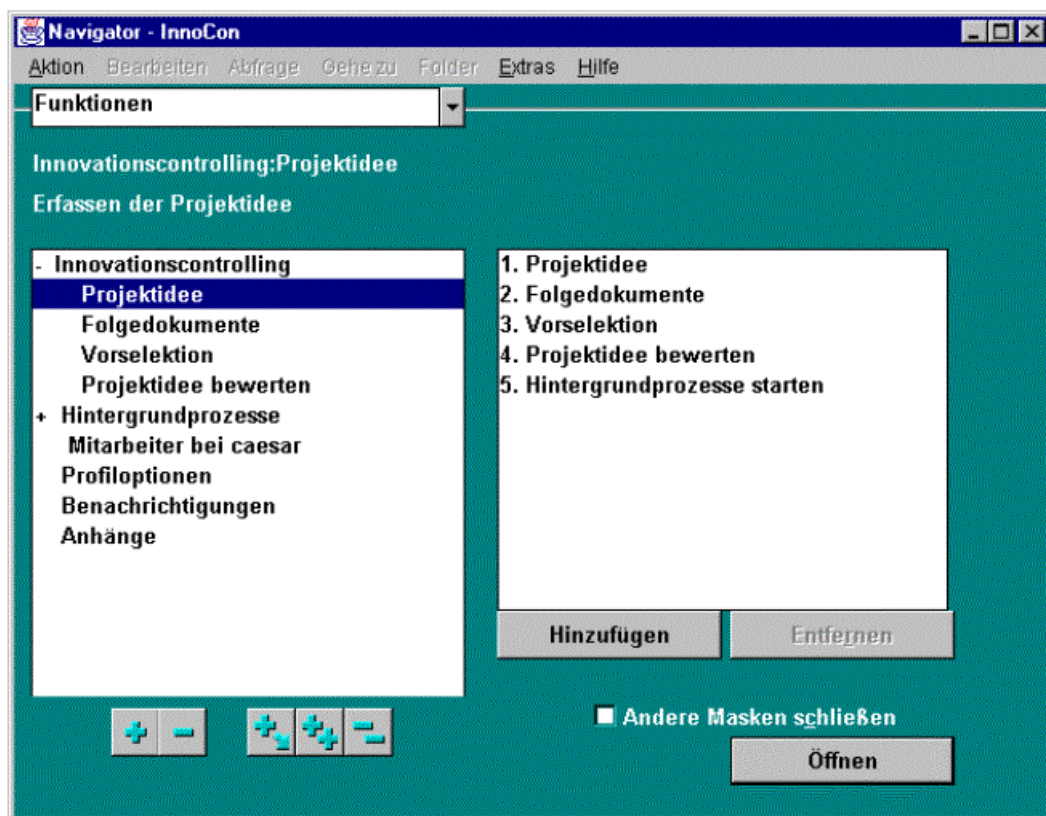 Navigator - InnoCon
Aktion Bearbeiten Abfrage Gehe zu Folder Extras Hilfe
Funktionen
Innovationscontrolling:Projektidee
Erfassen der Projektidee
- Innovationscontrolling
Projektidee
Folgedokumente
Vorselektion
Projektidee bewerten
+ Hintergrundprozesse
Mitarbeiter bei caesar
Profiloptionen
Benachrichtigungen
Anhänge
1. Projektidee
2. Folgedokumente
3. Vorselektion
4. Projektidee bewerten
5. Hintergrundprozesse starten
Hinzufügen Entfernen
Andere Masken schließen
Öffnen